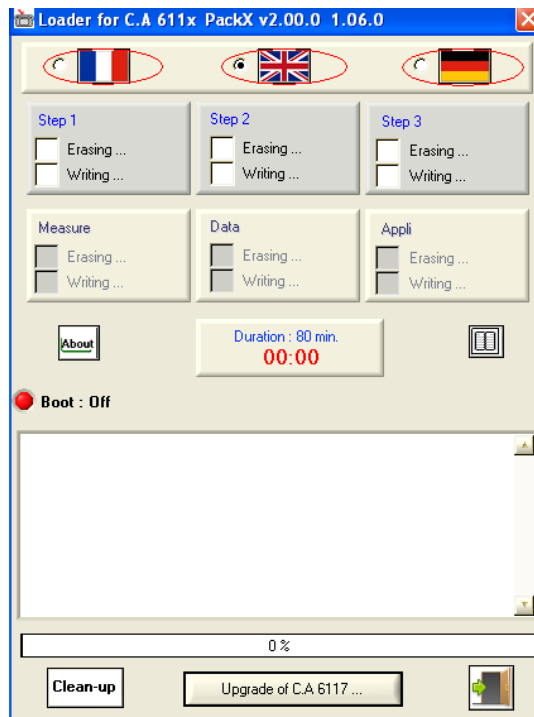 Loader for C.A 611x PackX v2.00.0 1.06.0
Step 1
Erasing ...
Writing ...
Step 2
Erasing ...
Writing ...
Step 3
Erasing ...
Writing ...
Measure
Erasing ...
Writing ...
Data
Erasing ...
Writing ...
Appli
Erasing ...
Writing ...
About
Duration : 80 min.
00:00
Boot : Off
0 %
Clean-up
Upgrade of C.A 6117 ...